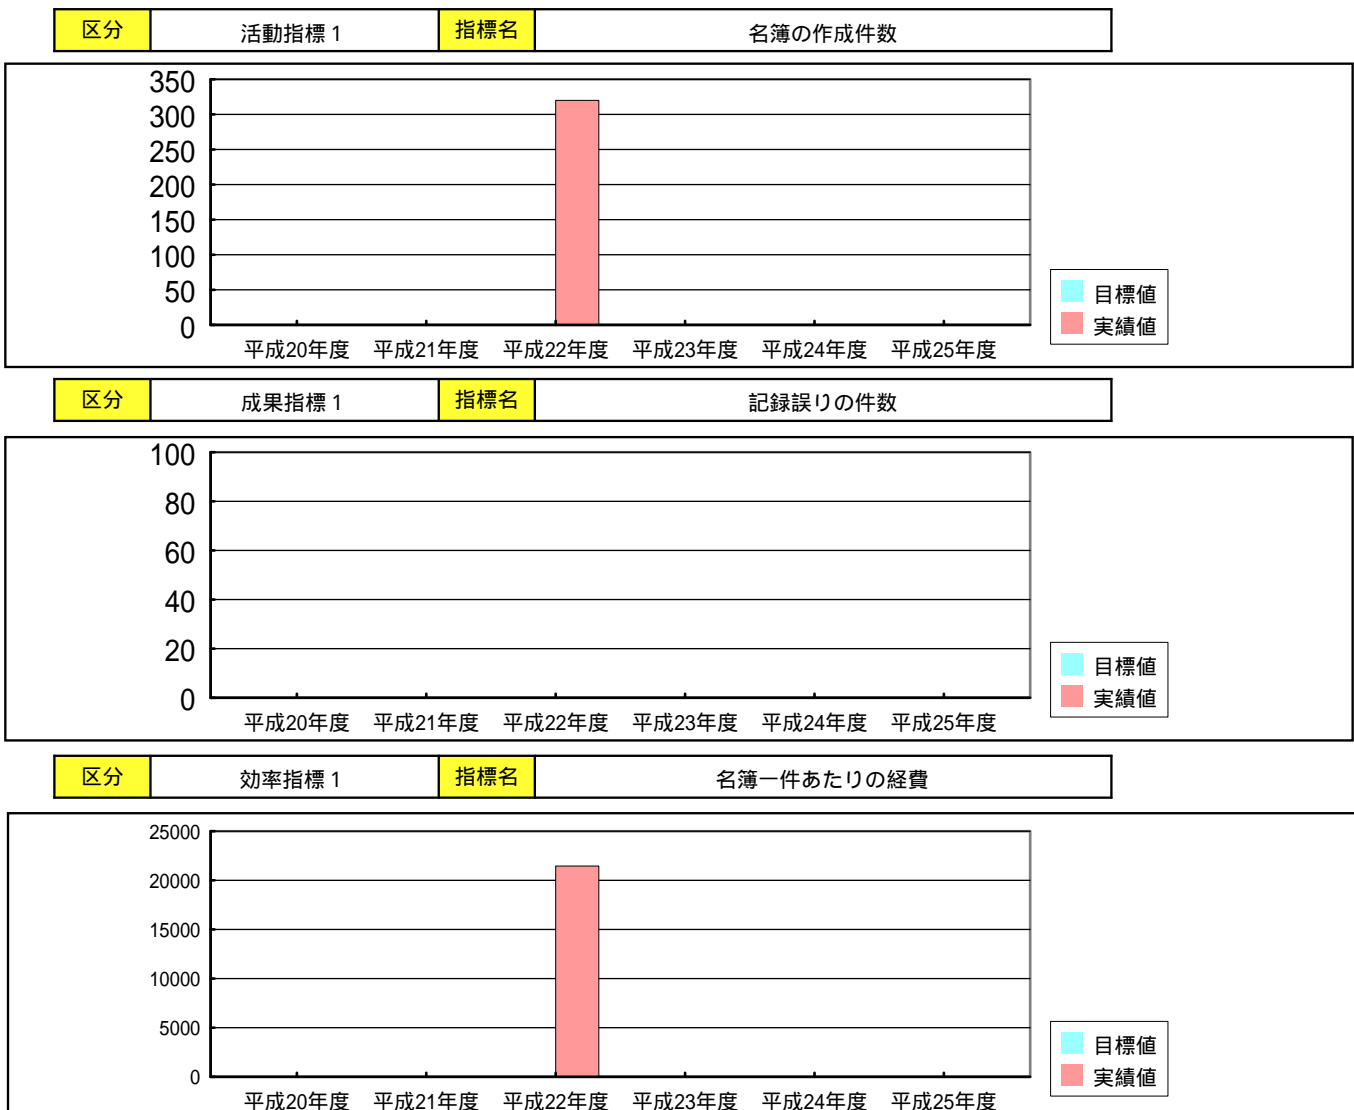 区分 活動指標1 指標名 名簿の作成件数
350
300
250
200
150
100
50
0
平成20年度 平成21年度 平成22年度 平成23年度 平成24年度 平成25年度
目標値
実績値
区分 成果指標1 指標名 記録誤りの件数
100
80
60
40
20
0
平成20年度 平成21年度 平成22年度 平成23年度 平成24年度 平成25年度
目標値
実績値
区分 効率指標1 指標名 名簿一件あたりの経費
25000
20000
15000
10000
5000
0
平成20年度 平成21年度 平成22年度 平成23年度 平成24年度 平成25年度
目標値
実績値